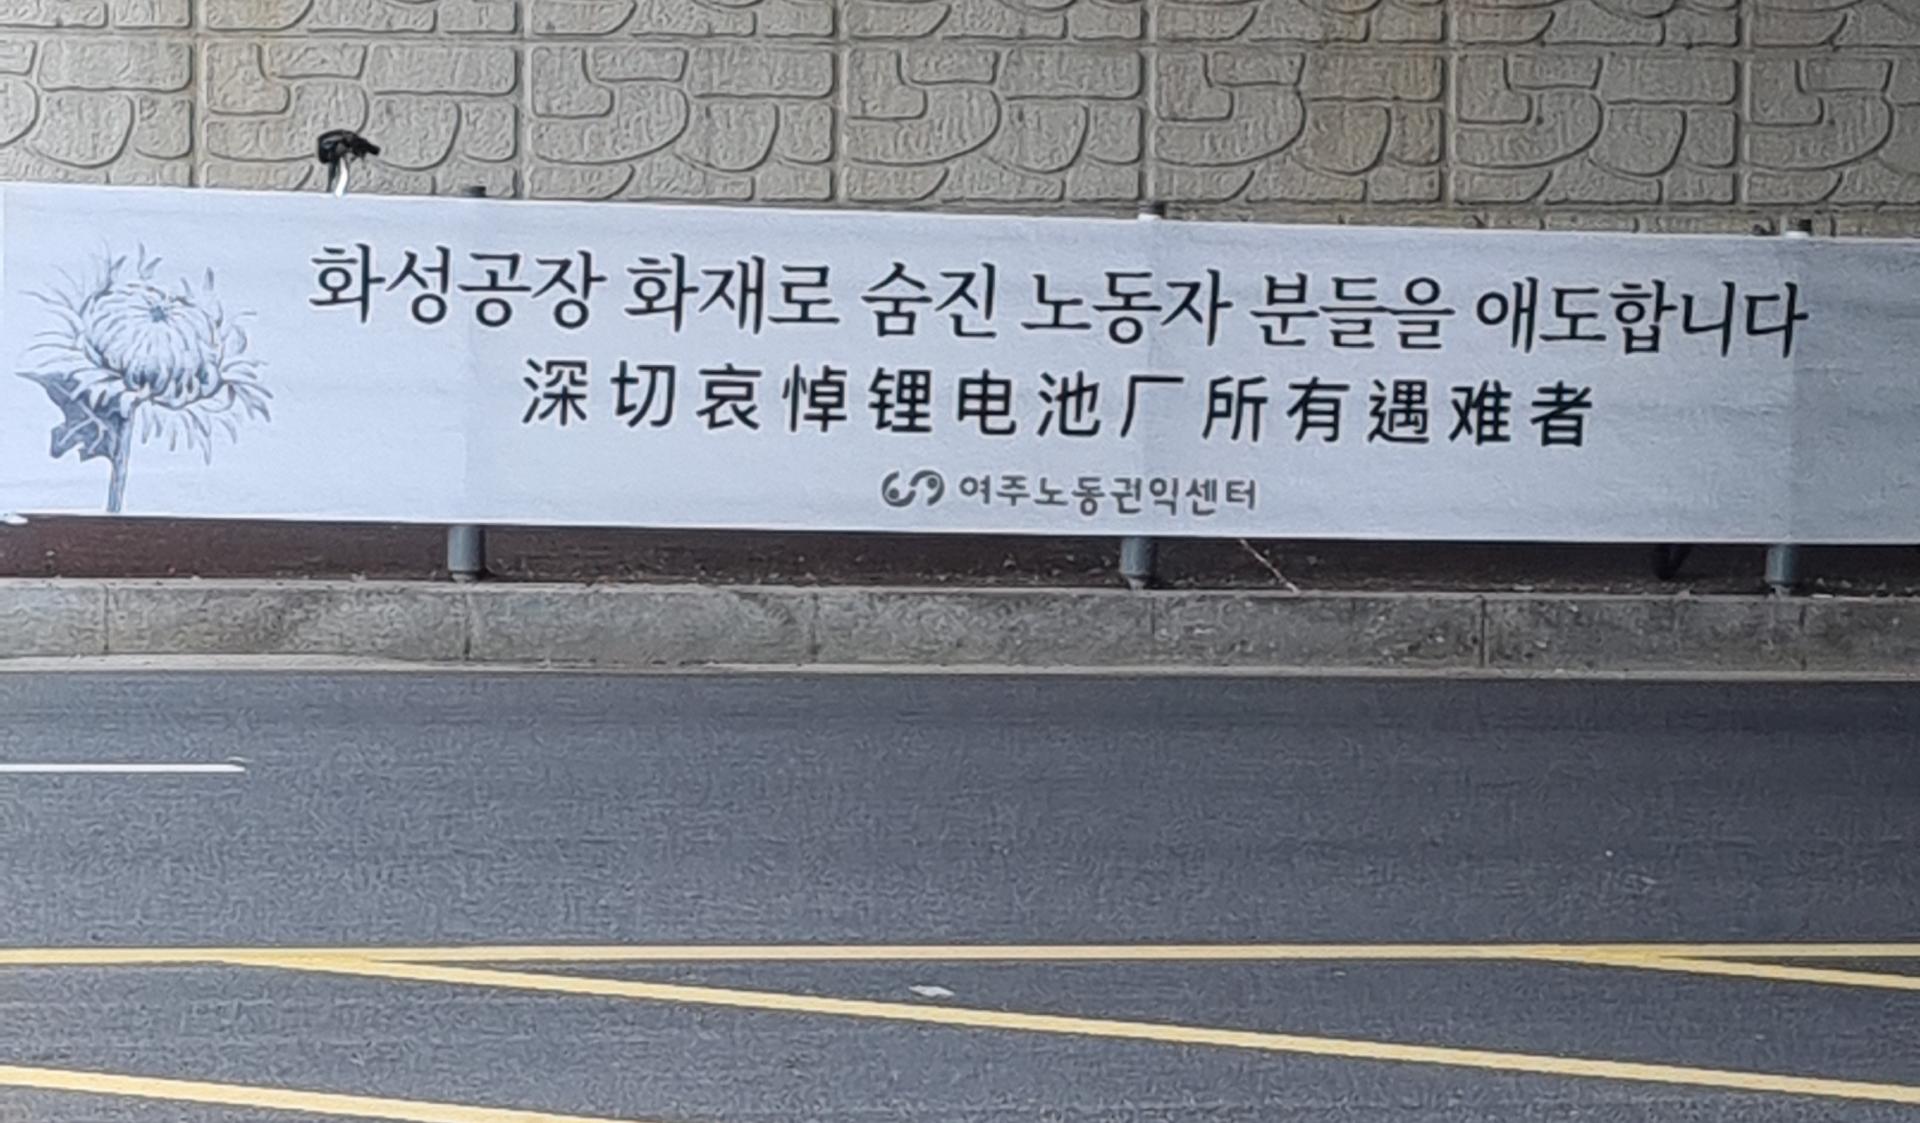 화성공장 화재로 숨진 노동자 분들을 애도합니다
深切哀悼锂电池厂所有遇难者
여주노동권익센터